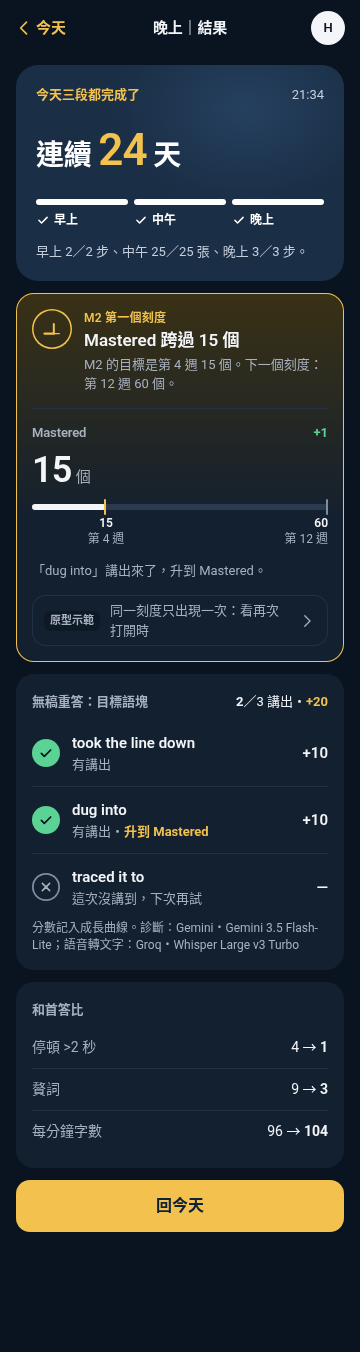 今天
晚上｜結果
H
今天三段都完成了
21:34
連續 24 天
早上
中午
晚上
早上 2／2 步、中午 25／25 張、晚上 3／3 步。
M2 第一個刻度
Mastered 跨過 15 個
M2 的目標是第 4 週 15 個。下一個刻度：
第 12 週 60 個。
Mastered
+1
15 個
15
60
第 4 週
第 12 週
「dug into」講出來了，升到 Mastered。
原型示範
同一刻度只出現一次：看再次
打開時
無稿重答：目標語塊
2／3 講出・+20
took the line down
有講出
+10
dug into
有講出・升到 Mastered
+10
traced it to
這次沒講到，下次再試
–
分數記入成長曲線。診斷：Gemini・Gemini 3.5 Flash-
Lite；語音轉文字：Groq・Whisper Large v3 Turbo
和首答比
停頓 >2 秒
4 → 1
贅詞
9 → 3
每分鐘字數
96 → 104
回今天